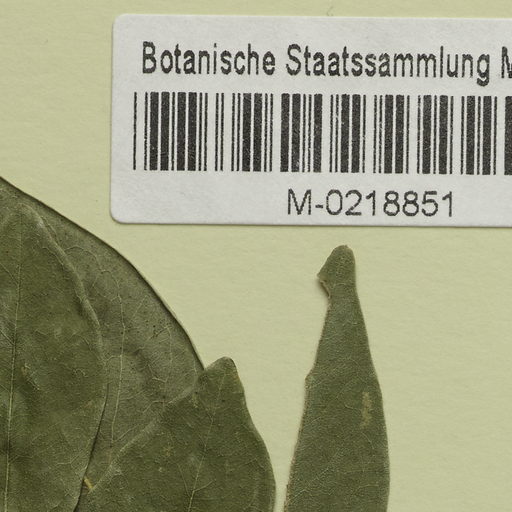 Botanische Staatssammlung M
M-0218851